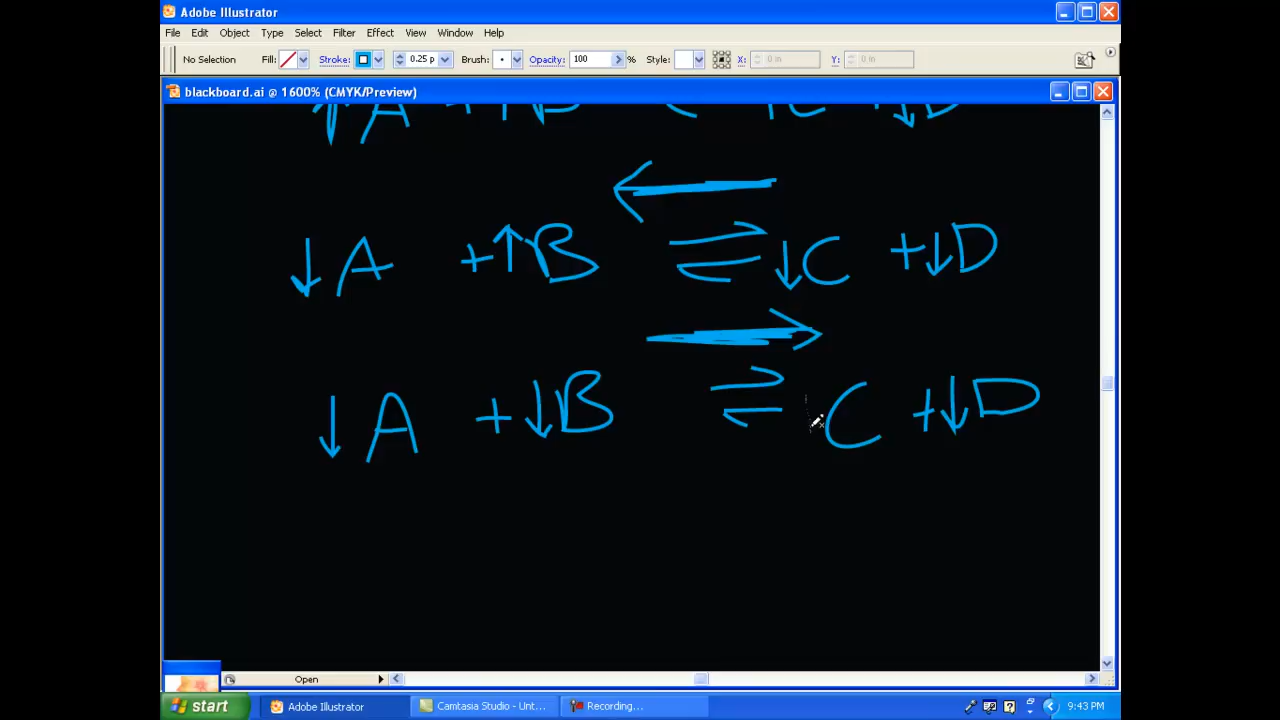 Adobe Illustrator
File Edit Object Type Select Filter Effect View Window Help
No Selection Fill: Stroke: 0.25 p Brush: Opacity: 100 % Style: X: 0 m Y: 0 m
blackboard.ai @ 1600% (CMYK/Preview)
↓A +↑B ⇌ ↓C +↓D
↓A +↓B ⇌ C +↓D
Open
start Adobe Illustrator Camtasia Studio - Unt... Recording... 9:43 PM